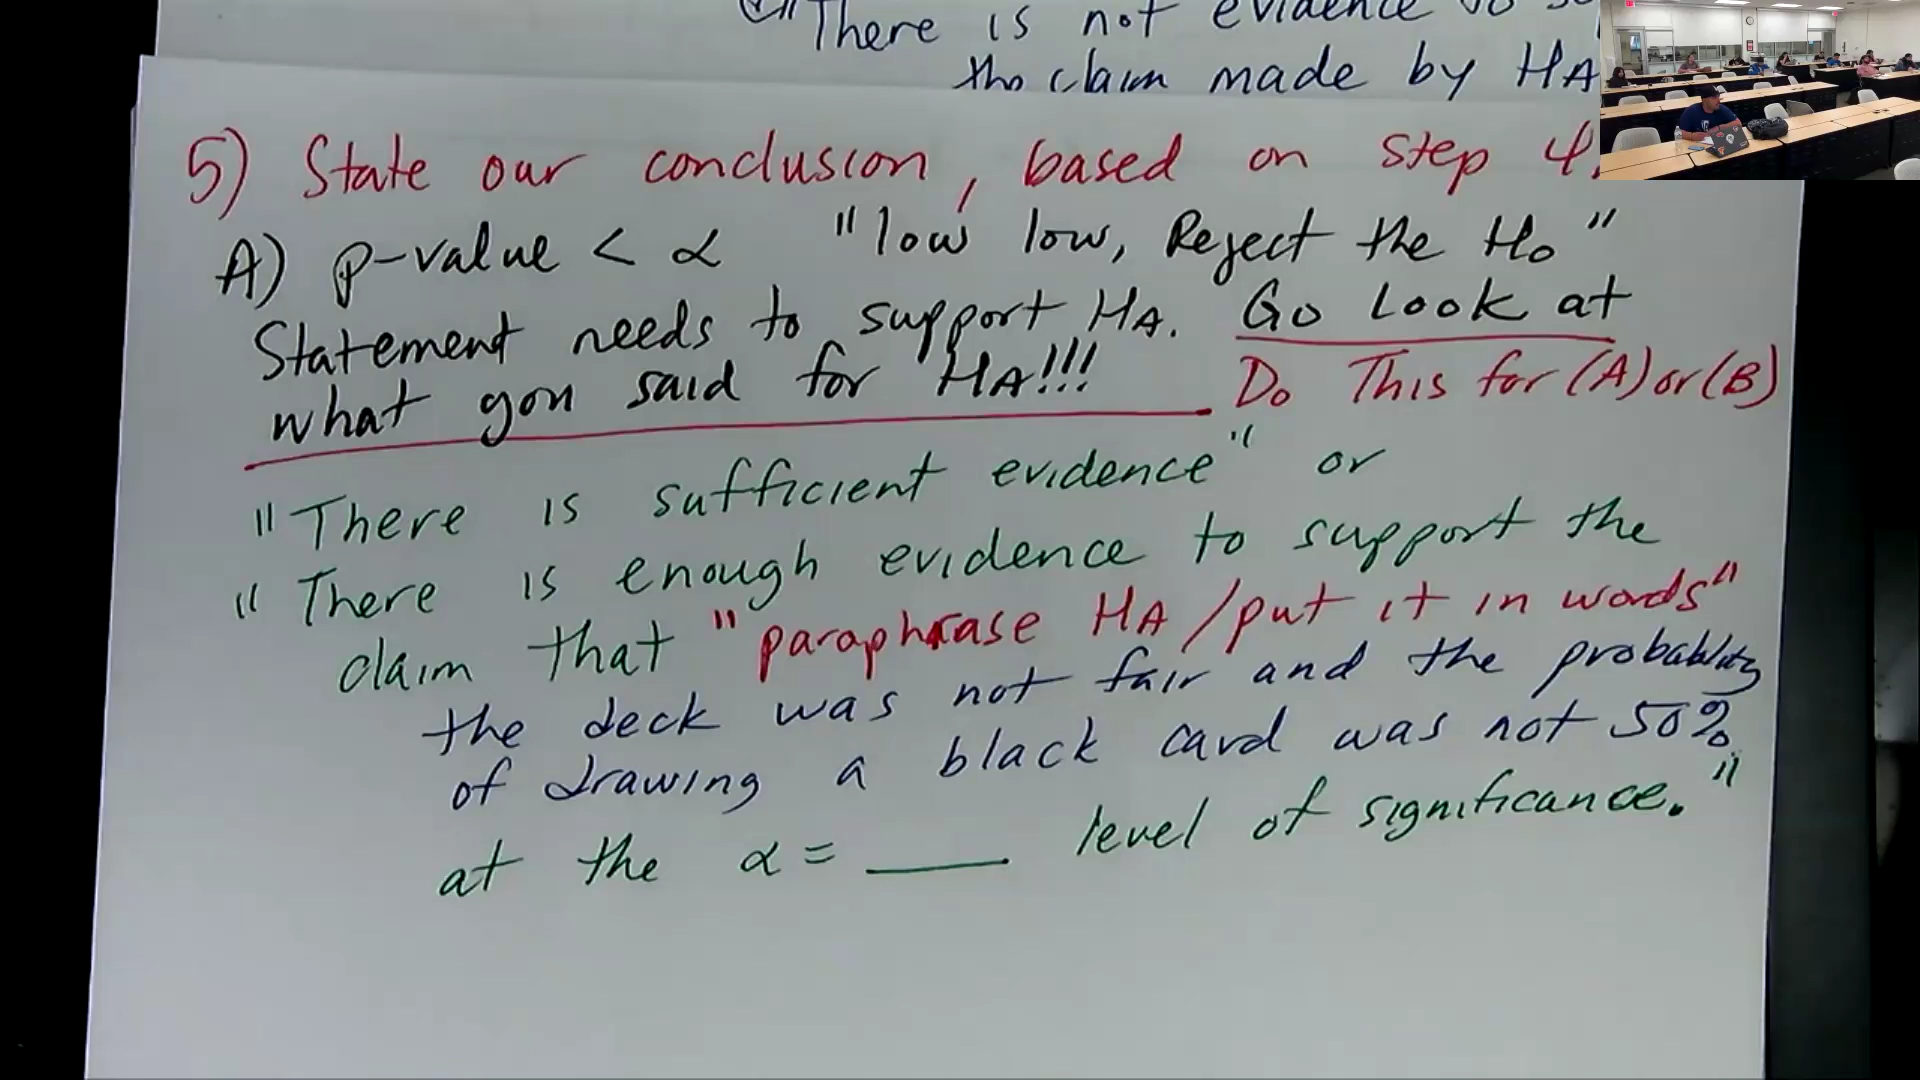 "There is not evidence to
the claim made by HA
5) State our conclusion, based on step 4.
A) p-value < α "low low, Reject the Ho"
Statement needs to support HA. Go Look at
what you said for HA!!! Do This for (A) or (B)
"There is sufficient evidence" or
"There is enough evidence to support the
claim that "paraphrase HA / put it in words"
the deck was not fair and the probability
of drawing a black card was not 50%
at the α = ____ level of significance."